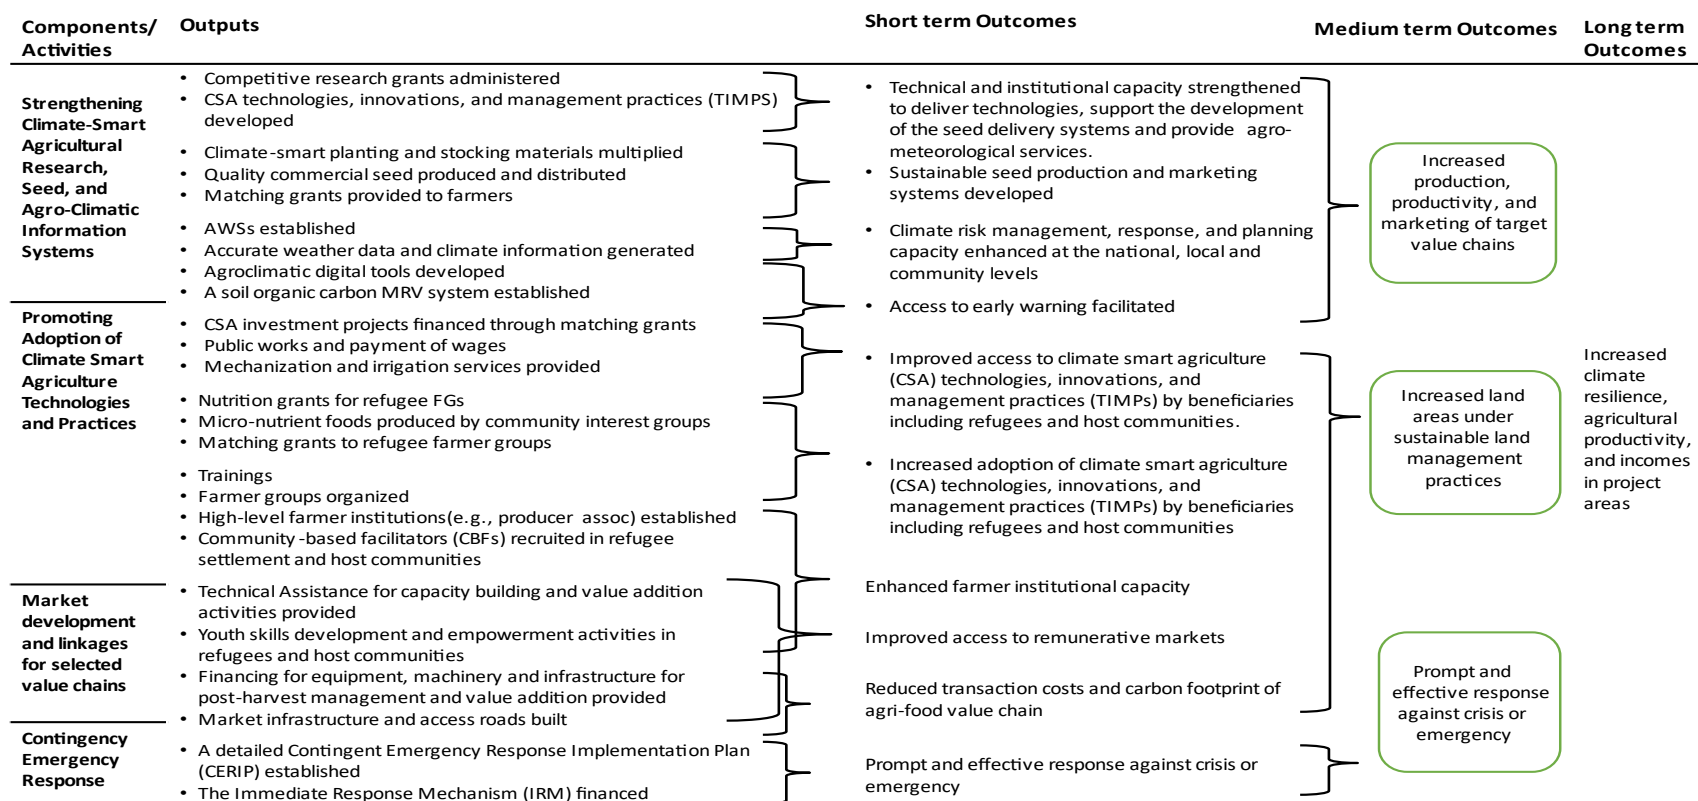 Components/
Activities
Outputs
Short term Outcomes
Medium term Outcomes
Long term
Outcomes
Strengthening
Climate-Smart
Agricultural
Research,
Seed, and
Agro-Climatic
Information
Systems
• Competitive research grants administered
• CSA technologies, innovations, and management practices (TIMPS)
developed
• Climate-smart planting and stocking materials multiplied
• Quality commercial seed produced and distributed
• Matching grants provided to farmers
• AWSs established
• Accurate weather data and climate information generated
• Agroclimatic digital tools developed
• A soil organic carbon MRV system established
Promoting
Adoption of
Climate Smart
Agriculture
Technologies
and Practices
• CSA investment projects financed through matching grants
• Public works and payment of wages
• Mechanization and irrigation services provided
• Nutrition grants for refugee FGs
• Micro-nutrient foods produced by community interest groups
• Matching grants to refugee farmer groups
• Trainings
• Farmer groups organized
• High-level farmer institutions(e.g., producer assoc) established
• Community -based facilitators (CBFs) recruited in refugee
settlement and host communities
Market
development
and linkages
for selected
value chains
• Technical Assistance for capacity building and value addition
activities provided
• Youth skills development and empowerment activities in
refugees and host communities
• Financing for equipment, machinery and infrastructure for
post-harvest management and value addition provided
• Market infrastructure and access roads built
Contingency
Emergency
Response
• A detailed Contingent Emergency Response Implementation Plan
(CERIP) established
• The Immediate Response Mechanism (IRM) financed
• Technical and institutional capacity strengthened
to deliver technologies, support the development
of the seed delivery systems and provide agro-
meteorological services.
• Sustainable seed production and marketing
systems developed
• Climate risk management, response, and planning
capacity enhanced at the national, local and
community levels
• Access to early warning facilitated
• Improved access to climate smart agriculture
(CSA) technologies, innovations, and
management practices (TIMPs) by beneficiaries
including refugees and host communities.
• Increased adoption of climate smart agriculture
(CSA) technologies, innovations, and
management practices (TIMPs) by beneficiaries
including refugees and host communities
Enhanced farmer institutional capacity
Improved access to remunerative markets
Reduced transaction costs and carbon footprint of
agri-food value chain
Prompt and effective response against crisis or
emergency
Increased
production,
productivity, and
marketing of target
value chains
Increased land
areas under
sustainable land
management
practices
Prompt and
effective response
against crisis or
emergency
Increased
climate
resilience,
agricultural
productivity,
and incomes
in project
areas